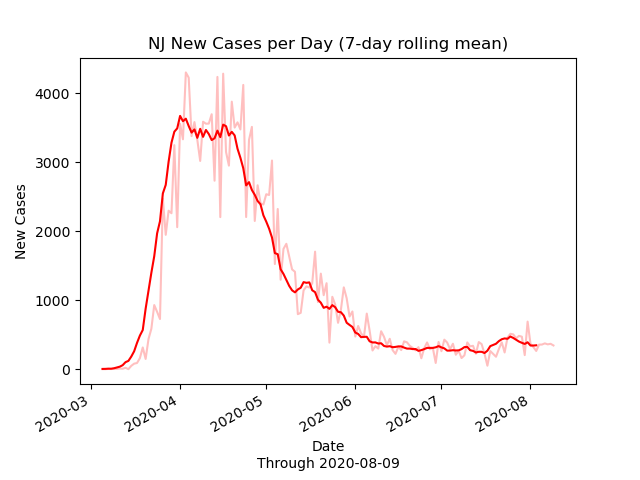 NJ New Cases per Day (7-day rolling mean)
New Cases
4000
3000
2000
1000
0
2020-03
2020-04
2020-05
2020-06
2020-07
2020-08
Date
Through 2020-08-09